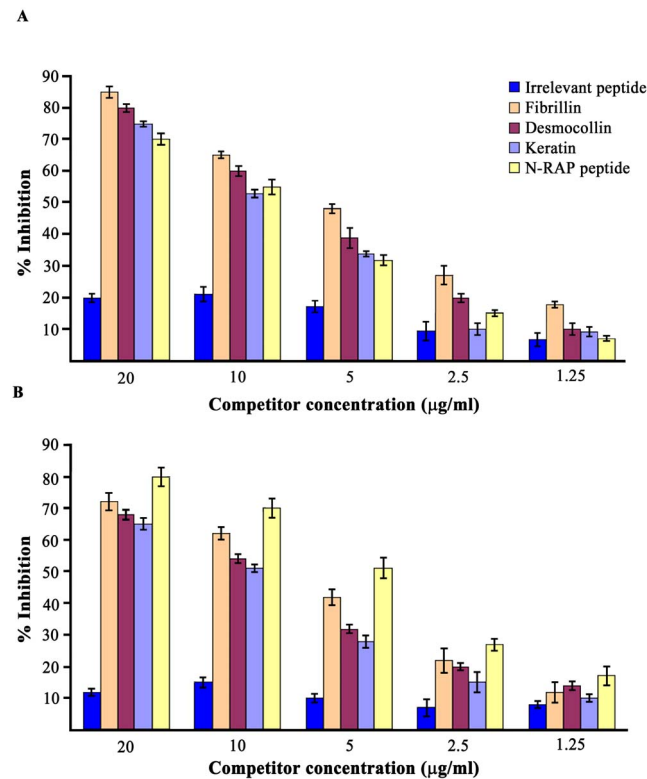 A
90
80
70
60
50
40
30
20
10
% Inhibition
Irrelevant peptide
Fibrillin
Desmocollin
Keratin
N-RAP peptide
20 10 5 2.5 1.25
Competitor concentration (μg/ml)
B
90
80
70
60
50
40
30
20
10
% Inhibition
20 10 5 2.5 1.25
Competitor concentration (μg/ml)